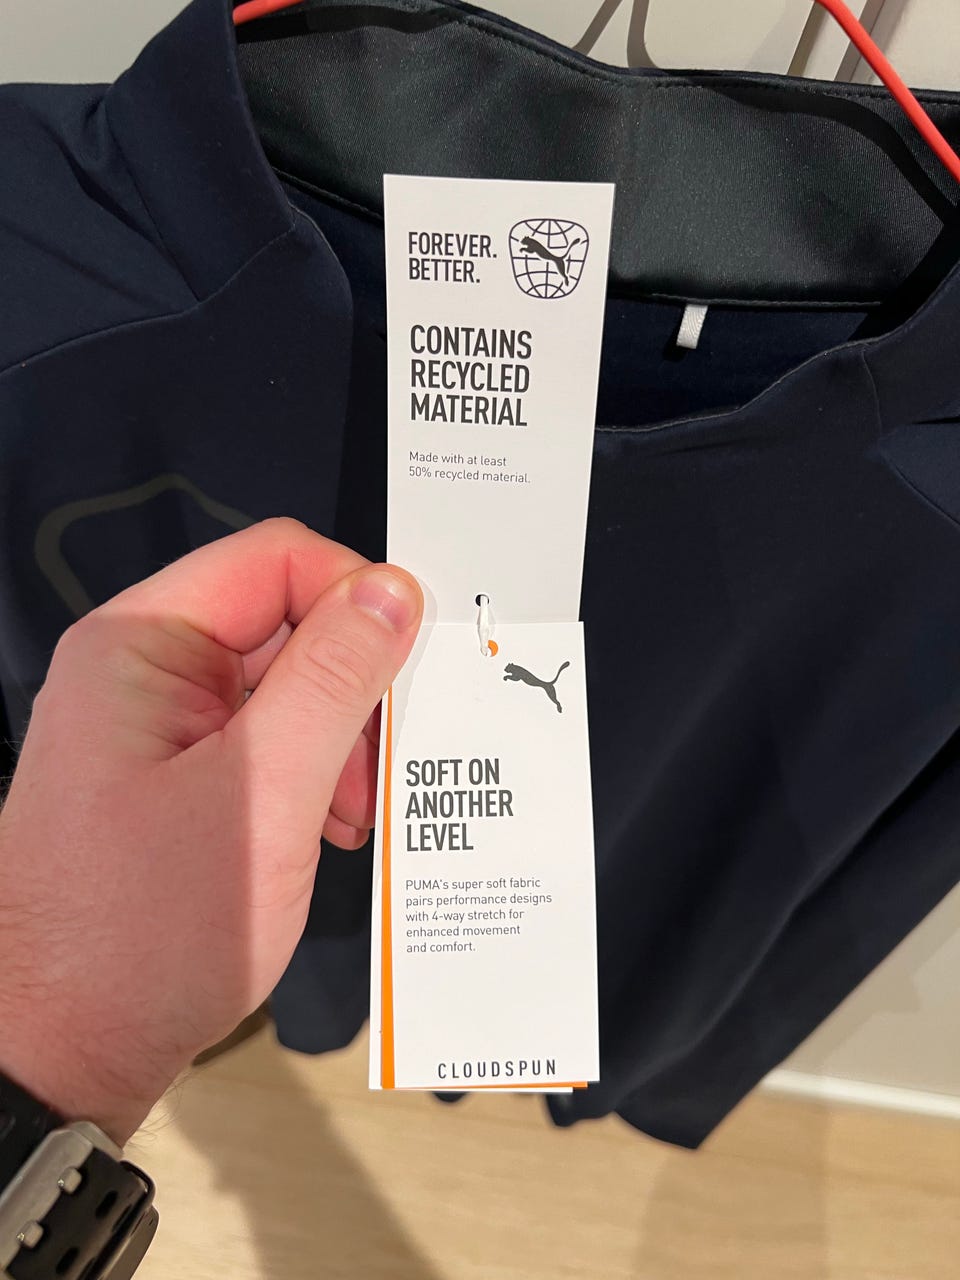 FOREVER.
BETTER.
CONTAINS
RECYCLED
MATERIAL
Made with at least
50% recycled material.
SOFT ON
ANOTHER
LEVEL
PUMA's super soft fabric
pairs performance designs
with 4-way stretch for
enhanced movement
and comfort.
CLOUDSPUN